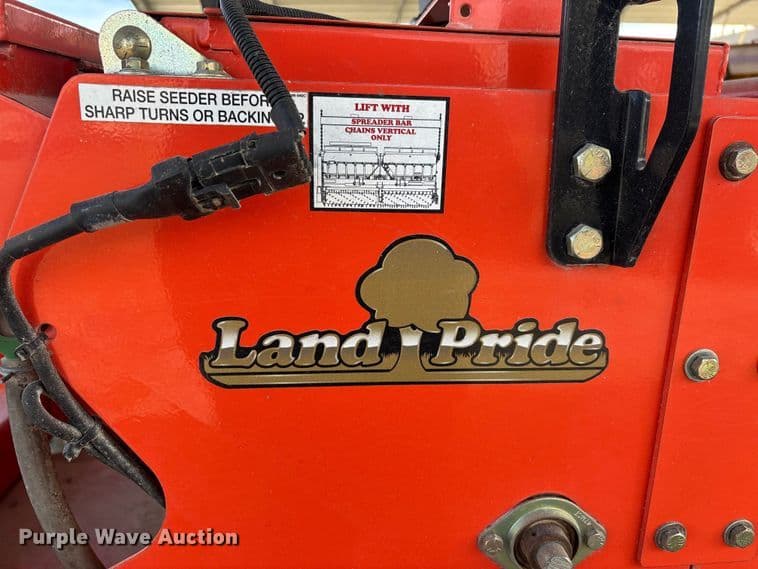 RAISE SEEDER BEFOR
SHARP TURNS OR BACKIN
LIFT WITH
SPREADER BAR
CHAINS VERTICAL
ONLY
Land Pride
Purple Wave Auction